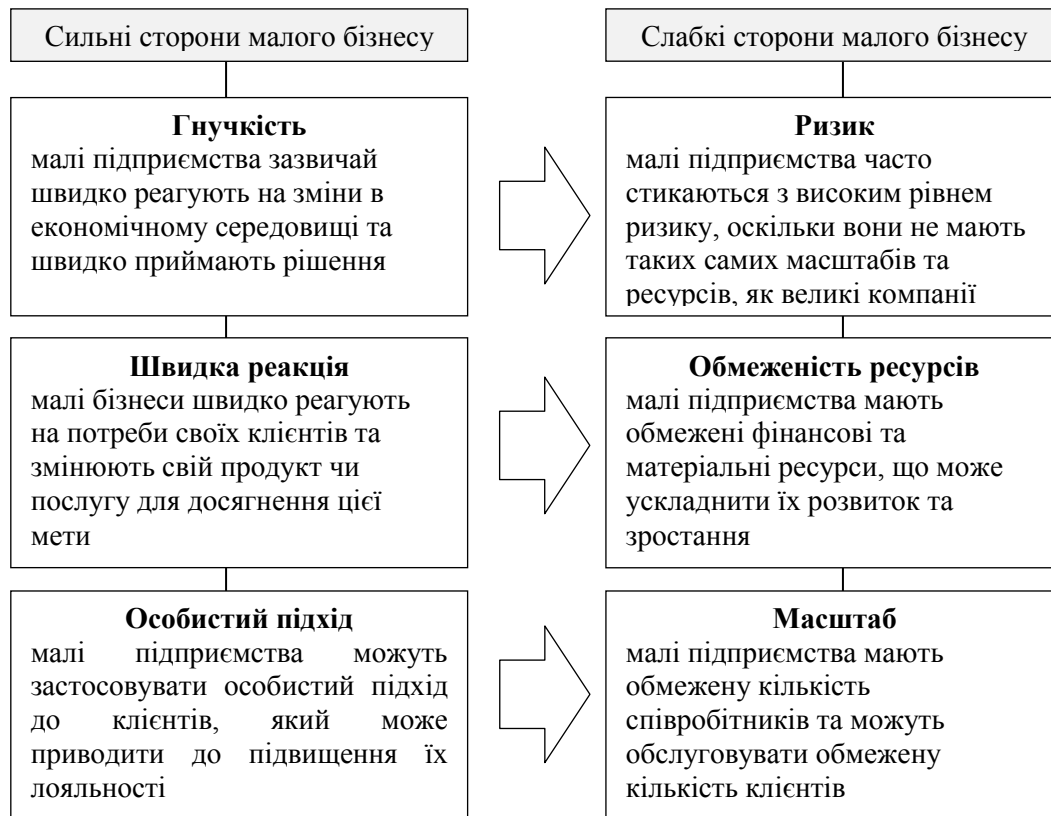 Сильні сторони малого бізнесу
Слабкі сторони малого бізнесу
Гнучкість
малі підприємства зазвичай
швидко реагують на зміни в
економічному середовищі та
швидко приймають рішення
Ризик
малі підприємства часто
стикаються з високим рівнем
ризику, оскільки вони не мають
таких самих масштабів та
ресурсів, як великі компанії
Швидка реакція
малі бізнеси швидко реагують
на потреби своїх клієнтів та
змінюють свій продукт чи
послугу для досягнення цієї
мети
Обмеженість ресурсів
малі підприємства мають
обмежені фінансові та
матеріальні ресурси, що може
ускладнити їх розвиток та
зростання
Особистий підхід
малі підприємства можуть
застосовувати особистий підхід
до клієнтів, який може
приводити до підвищення їх
лояльності
Масштаб
малі підприємства мають
обмежену кількість
співробітників та можуть
обслуговувати обмежену
кількість клієнтів